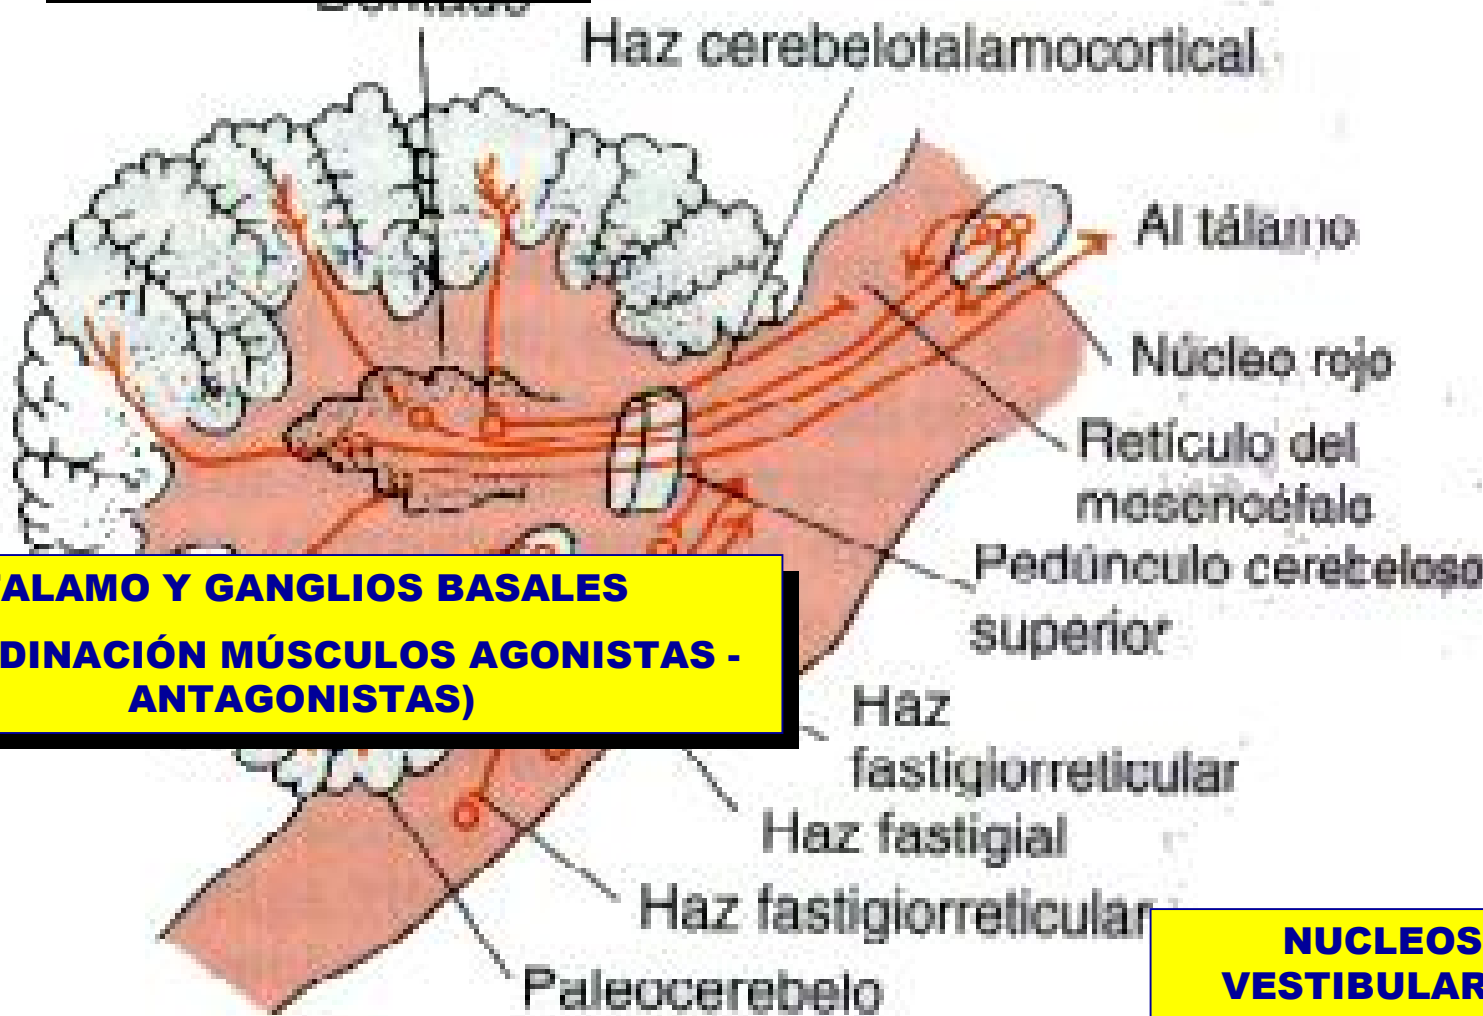 Haz cerebelotalamocortical
Al tálamo
Núcleo rojo
Retículo del
mesencéfalo
Pedúnculo cerebeloso
superior
ALAMO Y GANGLIOS BASALES
DINACIÓN MÚSCULOS AGONISTAS -
ANTAGONISTAS)
Haz
fastigiorreticular
Haz fastigial
Haz fastigiorreticular
NUCLEOS
VESTIBULAR
Paleocerebelo